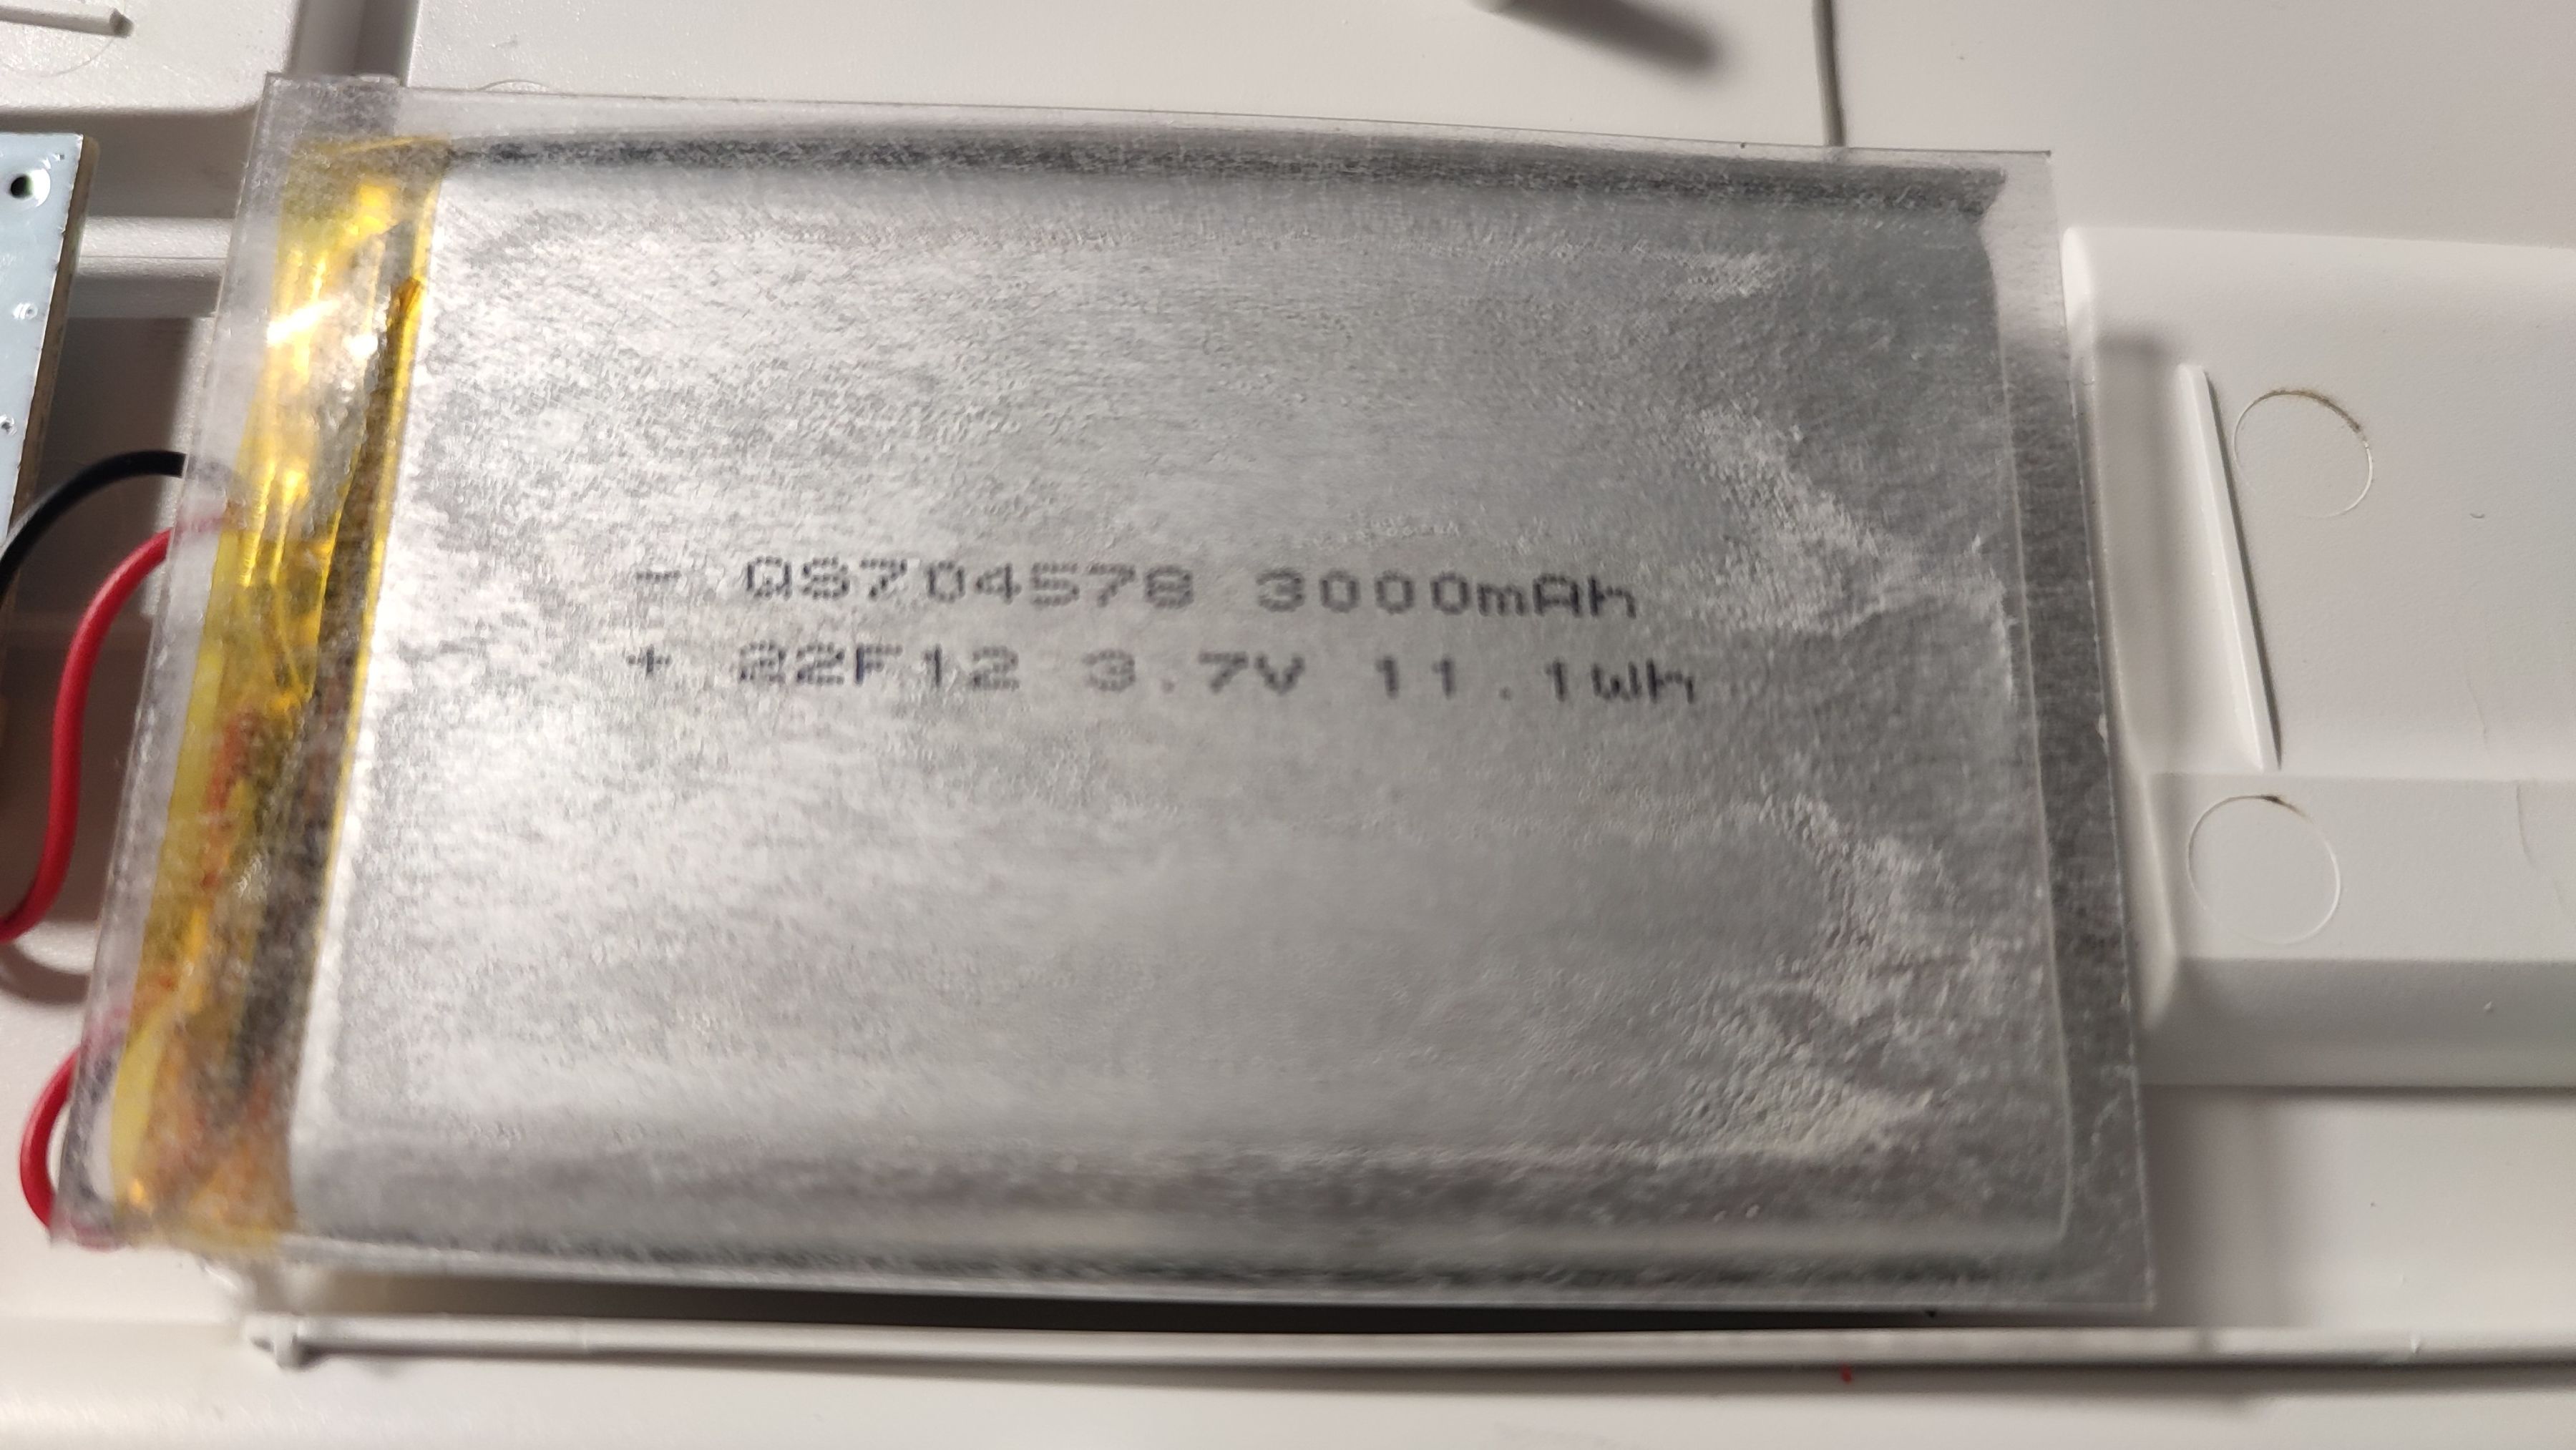 - QS704578 3000mAh
+ 22F12 3.7V 11.1Wh